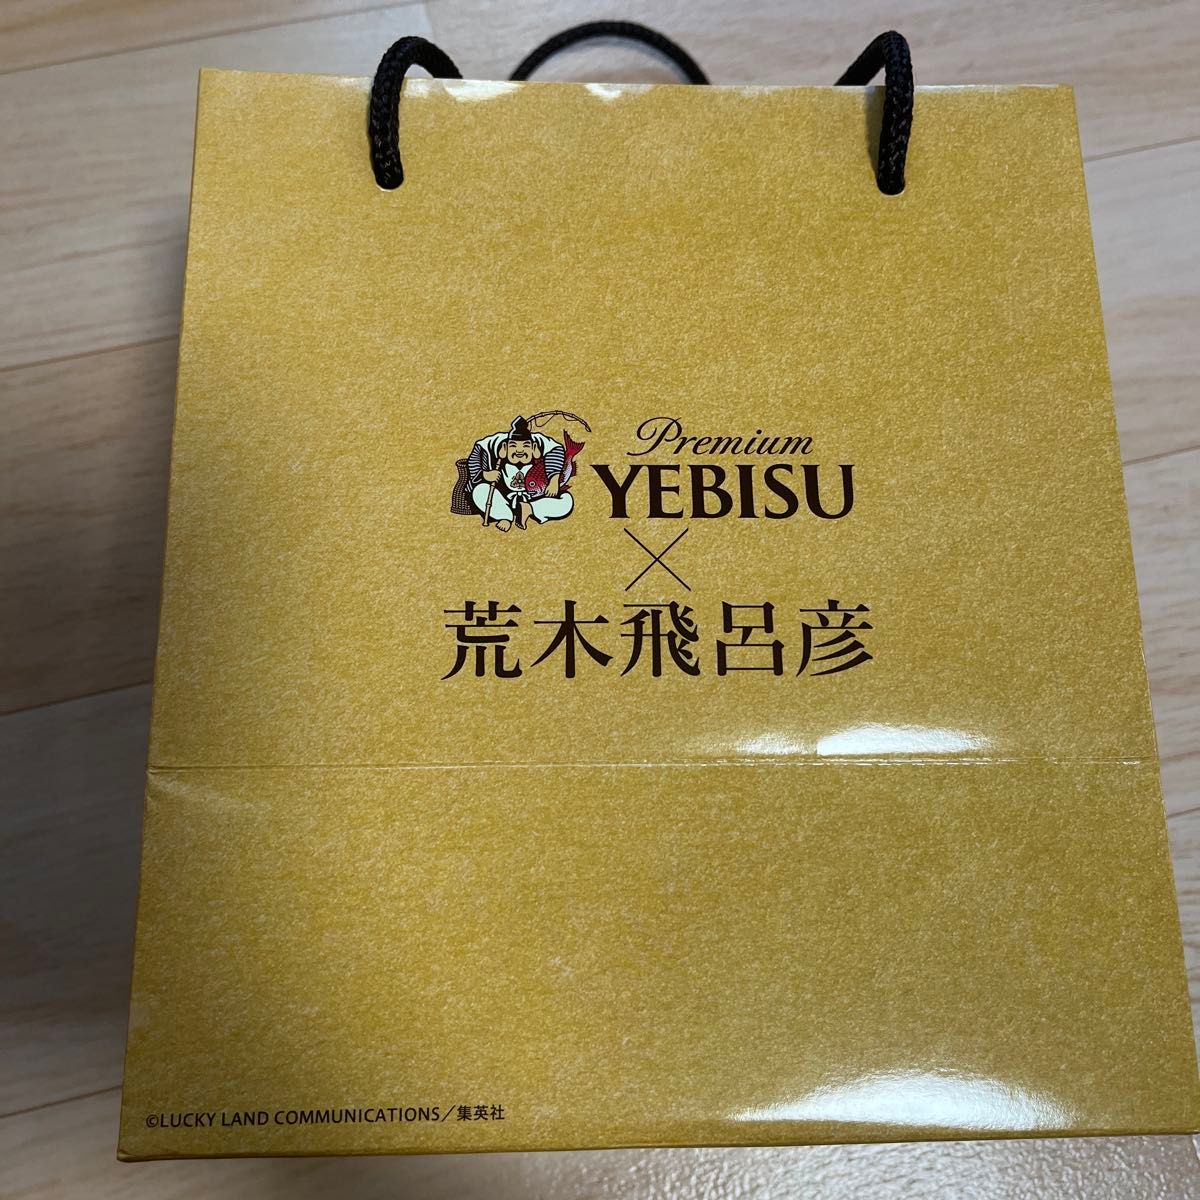 Premium
YEBISU
×
荒木飛呂彦
©LUCKY LAND COMMUNICATIONS／集英社